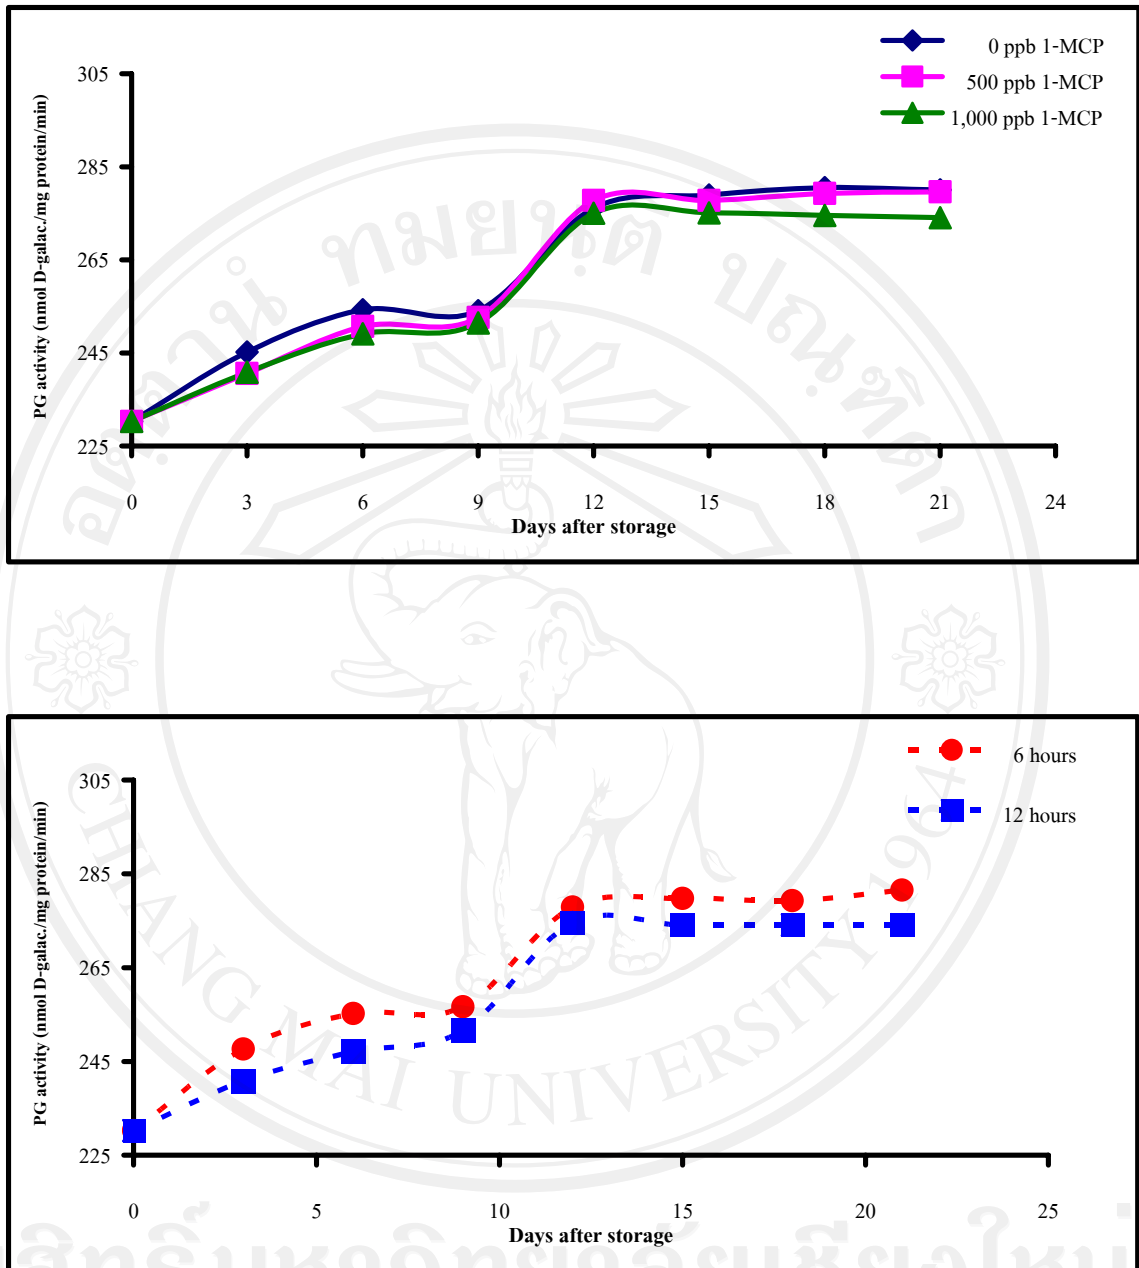 0 ppb 1-MCP
500 ppb 1-MCP
1,000 ppb 1-MCP
PG activity (nmol D-galac./mg protein/min)
305
285
265
245
225
0 3 6 9 12 15 18 21 24
Days after storage
6 hours
12 hours
PG activity (nmol D-galac./mg protein/min)
305
285
265
245
225
0 5 10 15 20 25
Days after storage
CHIANG MAI UNIVERSITY 1964